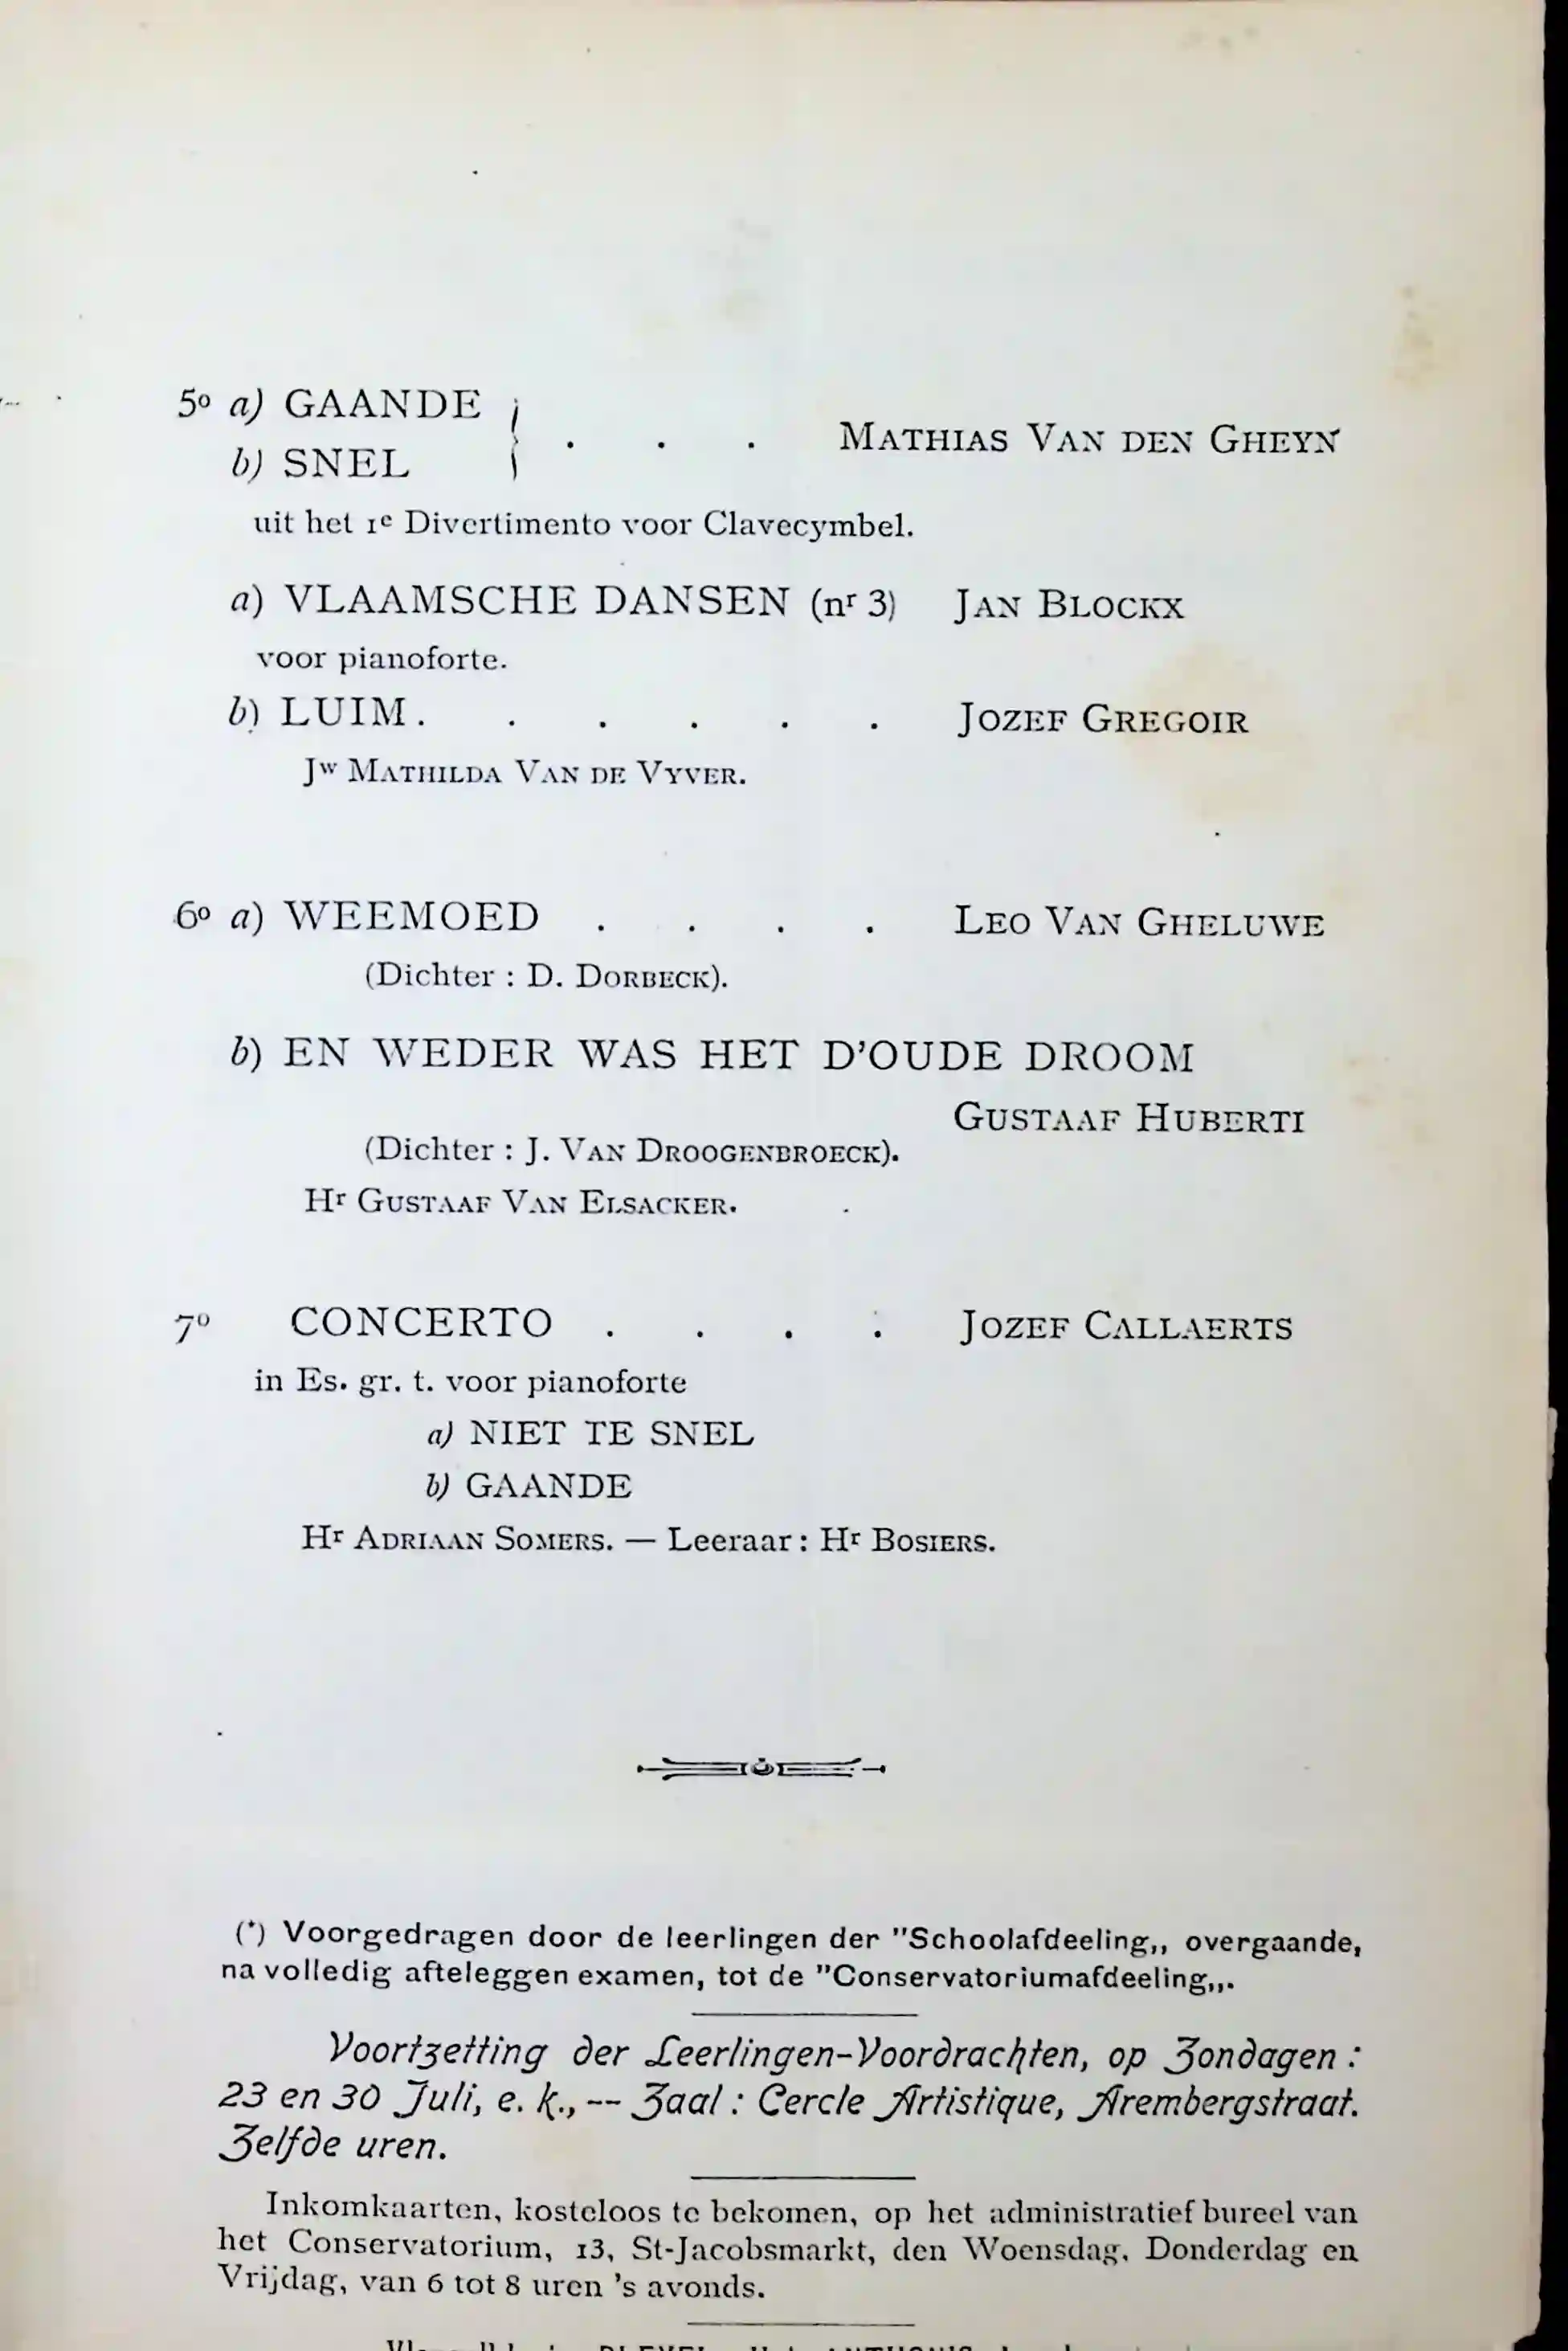 5º a) GAANDE
b) SNEL
. . . MATHIAS VAN DEN GHEYN
uit het 1e Divertimento voor Clavecymbel.
a) VLAAMSCHE DANSEN (nr 3) JAN BLOCKX
voor pianoforte.
b) LUIM . . . . . . JOZEF GREGOIR
Jw MATHILDA VAN DE VYVER.
6º a) WEEMOED . . . . LEO VAN GHELUWE
(Dichter : D. DORBECK).
b) EN WEDER WAS HET D'OUDE DROOM
GUSTAAF HUBERTI
(Dichter : J. VAN DROOGENBROECK).
Hr GUSTAAF VAN ELSACKER.
7º CONCERTO . . . . JOZEF CALLAERTS
in Es. gr. t. voor pianoforte
a) NIET TE SNEL
b) GAANDE
Hr ADRIAAN SOMERS. — Leeraar : Hr BOSIERS.
(*) Voorgedragen door de leerlingen der "Schoolafdeeling,, overgaande,
na volledig afteleggen examen, tot de "Conservatoriumafdeeling,,.
Voortzetting der Leerlingen-Voordrachten, op Zondagen :
23 en 30 Juli, e. k., -- Zaal : Cercle Artistique, Arembergstraat.
Zelfde uren.
Inkomkaarten, kosteloos te bekomen, op het administratief bureel van
het Conservatorium, 13, St-Jacobsmarkt, den Woensdag, Donderdag en
Vrijdag, van 6 tot 8 uren 's avonds.